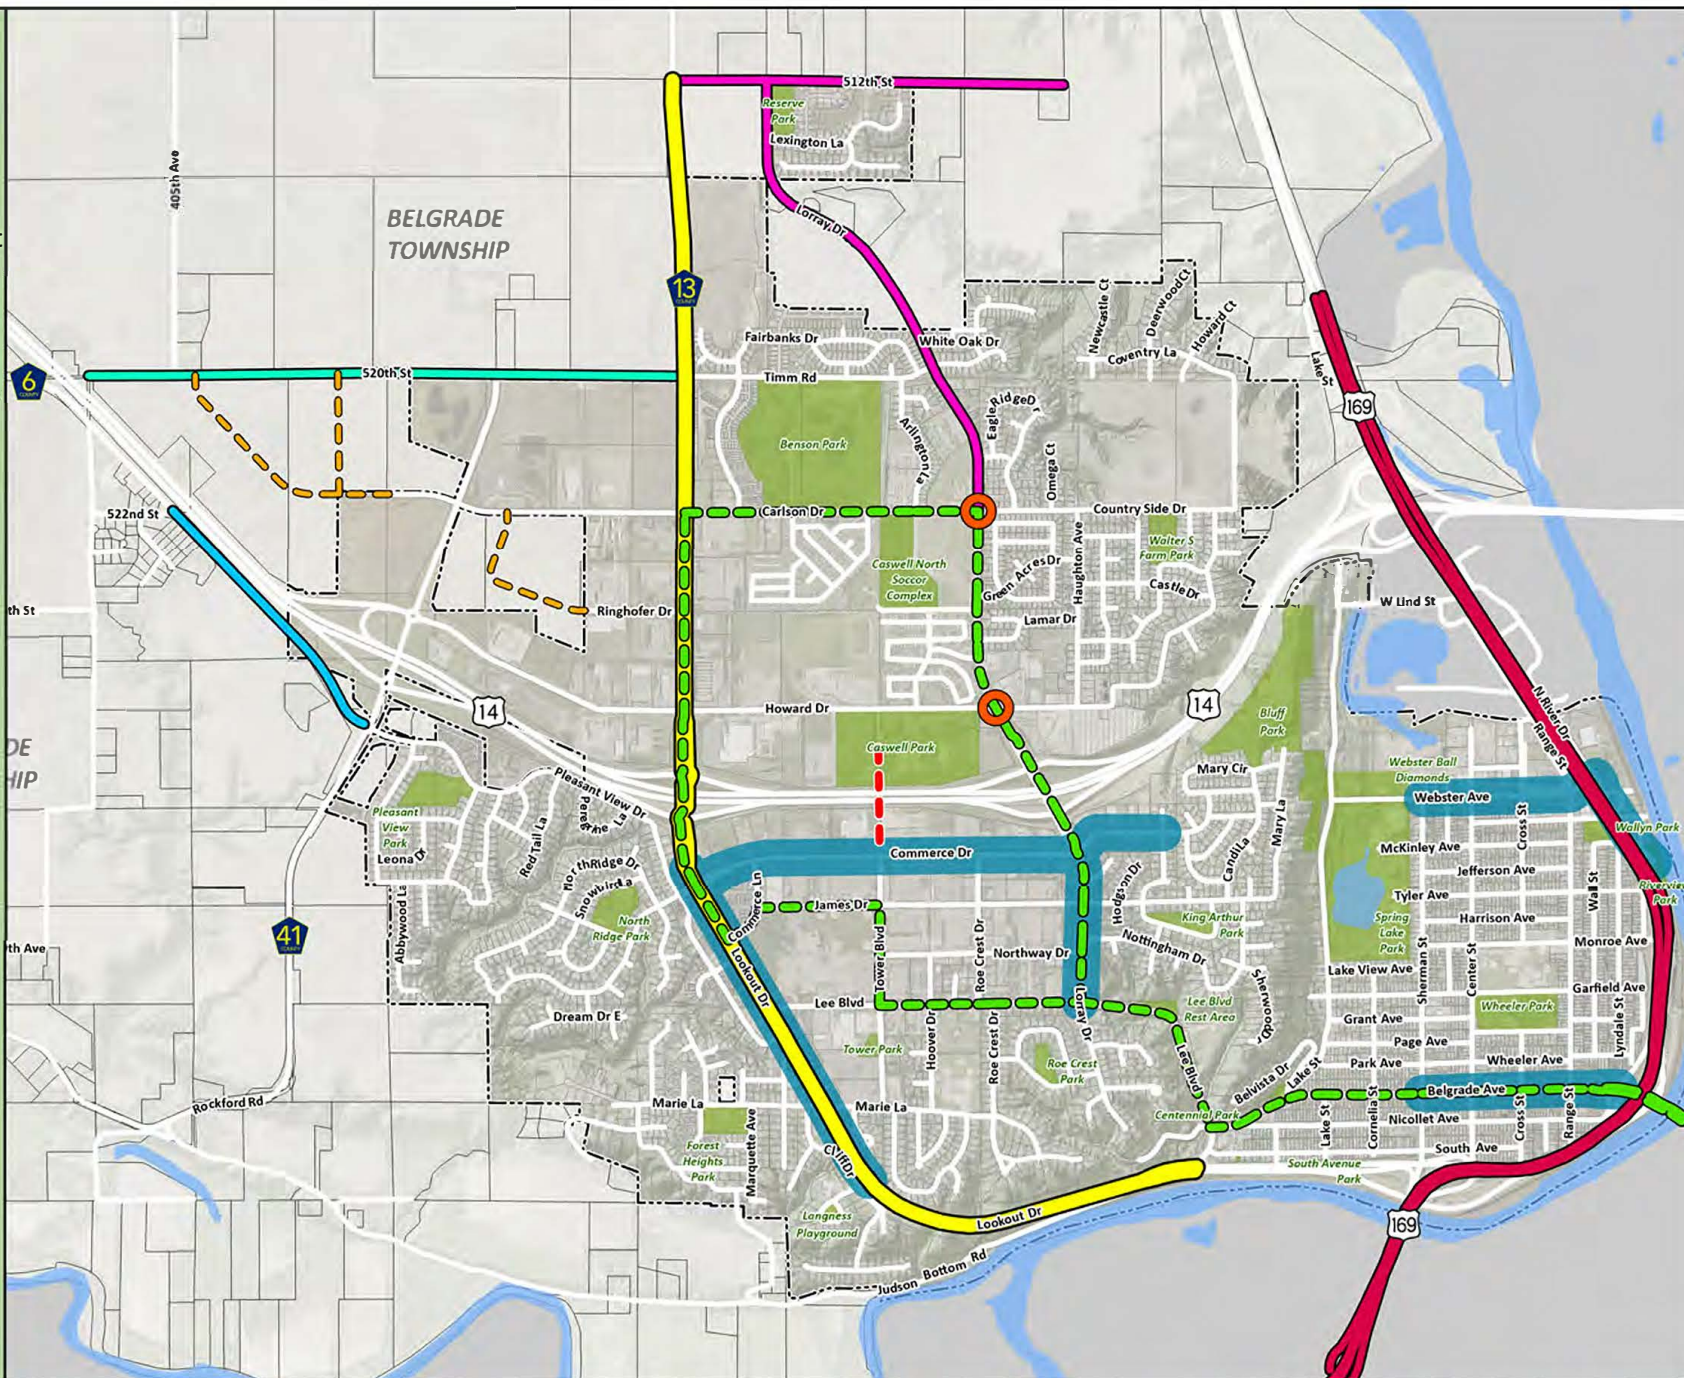 512th St
Reserve
Park
Lexington La
405th Ave
BELGRADE
TOWNSHIP
Lorray Dr
13
COUNTY
Newcastle Ct
Deerwood Ct
Howard Ct
Fairbanks Dr
White Oak Dr
Coventry La
Lake St
6
COUNTY
520th St
Timm Rd
169
Eagle Ridge D
Arlington La
Benson Park
Omega Ct
522nd St
Carlson Dr
Country Side Dr
Haughton Ave
Walter S
Farm Park
Caswell North
Soccor
Complex
Green Acres Dr
Castle Dr
th St
Ringhofer Dr
Lamar Dr
W Lind St
14
Howard Dr
14
N River Dr
Range St
Bluff
Park
DE
HIP
Caswell Park
Mary Cir
Webster Ball
Diamonds
Pleasant View Dr
Webster Ave
Pleasant
View
Park
Red Tail La
Mary La
Cross St
Wallyn Park
Leona Dr
Commerce Dr
Candi La
McKinley Ave
NorthRidge Dr
Snowbird La
Hodgson Dr
Jefferson Ave
Wall St
Riverview
Park
Tyler Ave
Abbywood La
North
Ridge Park
Commerce Ln
James Dr
King Arthur
Park
Spring
Lake
Park
Harrison Ave
41
COUNTY
Tower Blvd
Roe Crest Dr
Northway Dr
Nottingham Dr
Monroe Ave
7th Ave
Lookout Dr
Lake View Ave
Sherman St
Center St
Sherwood Dr
Garfield Ave
Dream Dr E
Lee Blvd
Lorray Dr
Lee Blvd
Rest Area
Wheeler Park
Grant Ave
Lyndale St
Hoover Dr
Roe Crest Dr
Tower Park
Roe Crest
Park
Lee Blvd
Page Ave
Park Ave
Wheeler Ave
Belvista Dr
Lake St
Belgrade Ave
Rockford Rd
Marie La
Marie La
Centennial Park
Lake St
Cornelia St
Nicollet Ave
Cross St
Range St
Marquette Ave
Forest
Heights
Park
Cliff Dr
South Ave
South Avenue
Park
Langness
Playground
Lookout Dr
169
Judson Bottom Rd